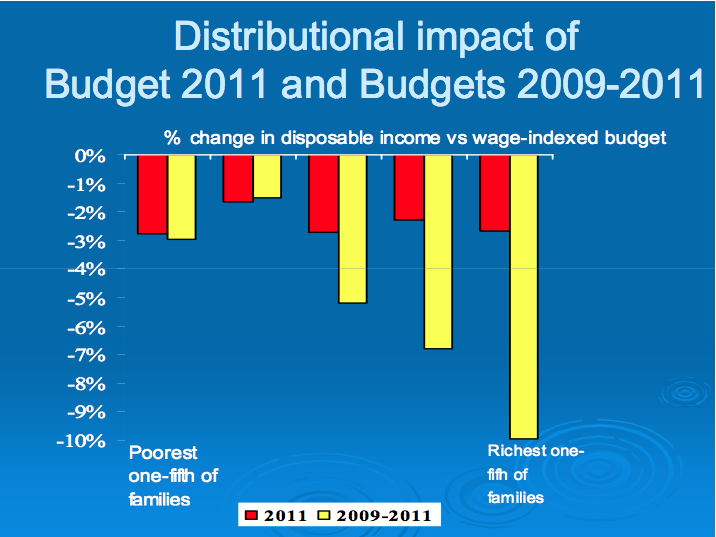 Distributional impact of
Budget 2011 and Budgets 2009-2011
% change in disposable income vs wage-indexed budget
0%
-1%
-2%
-3%
-4%
-5%
-6%
-7%
-8%
-9%
-10%
Poorest
one-fifth of
families
Richest one-
fifth of
families
2011 2009-2011